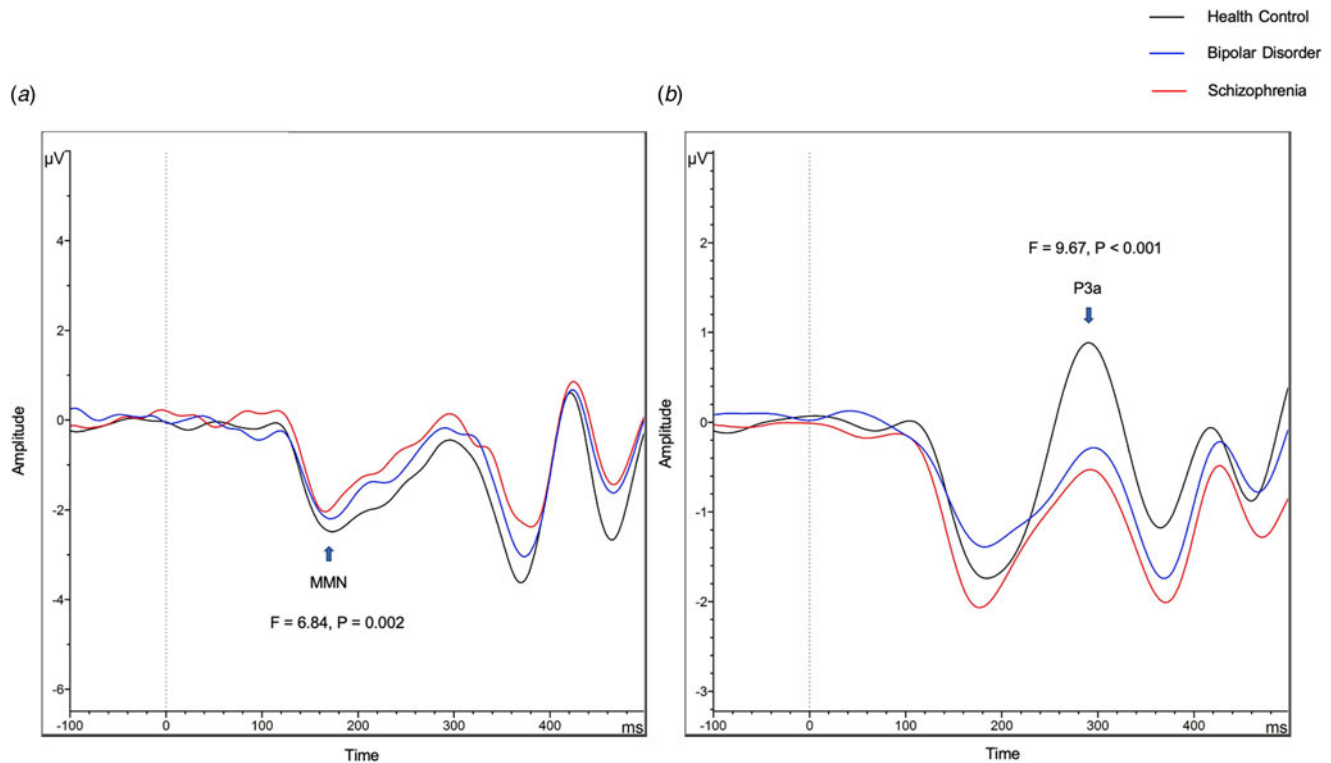 Health Control
Bipolar Disorder
Schizophrenia
(a)
µV
4
2
0
-2
-4
-6
Amplitude
MMN
F = 6.84, P = 0.002
-100 0 100 200 300 400 ms
Time
(b)
µV
2
1
0
-1
-2
-3
Amplitude
F = 9.67, P < 0.001
P3a
-100 0 100 200 300 400 ms
Time